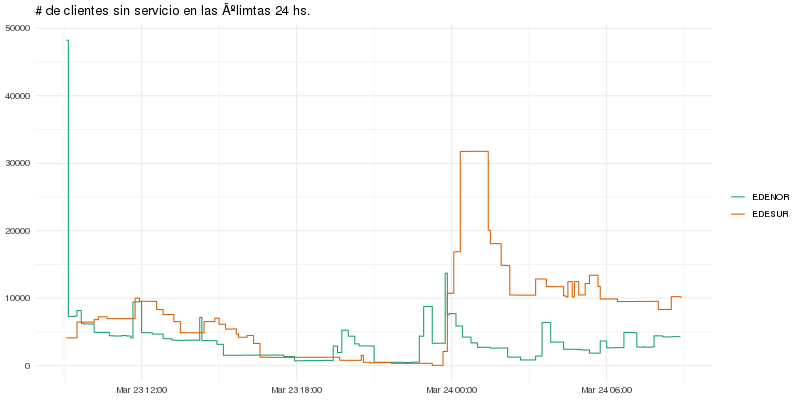 # de clientes sin servicio en las Ãºlimtas 24 hs.
50000
40000
30000
20000
10000
0
EDENOR
EDESUR
Mar 23 12:00
Mar 23 18:00
Mar 24 00:00
Mar 24 06:00